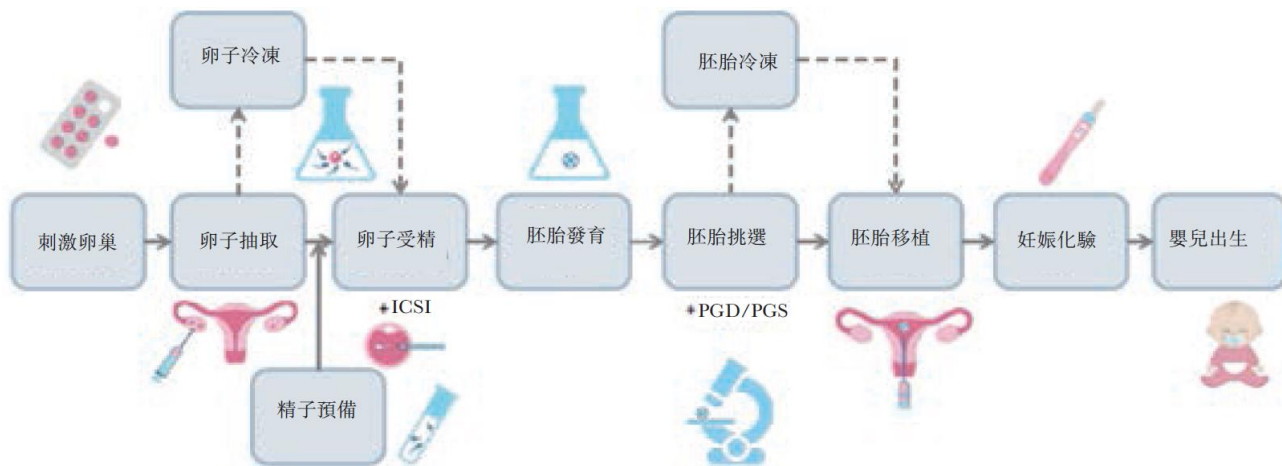 卵子冷凍
胚胎冷凍
刺激卵巢
卵子抽取
卵子受精
胚胎發育
胚胎挑選
胚胎移植
妊娠化驗
嬰兒出生
+ICSI
+PGD/PGS
精子預備